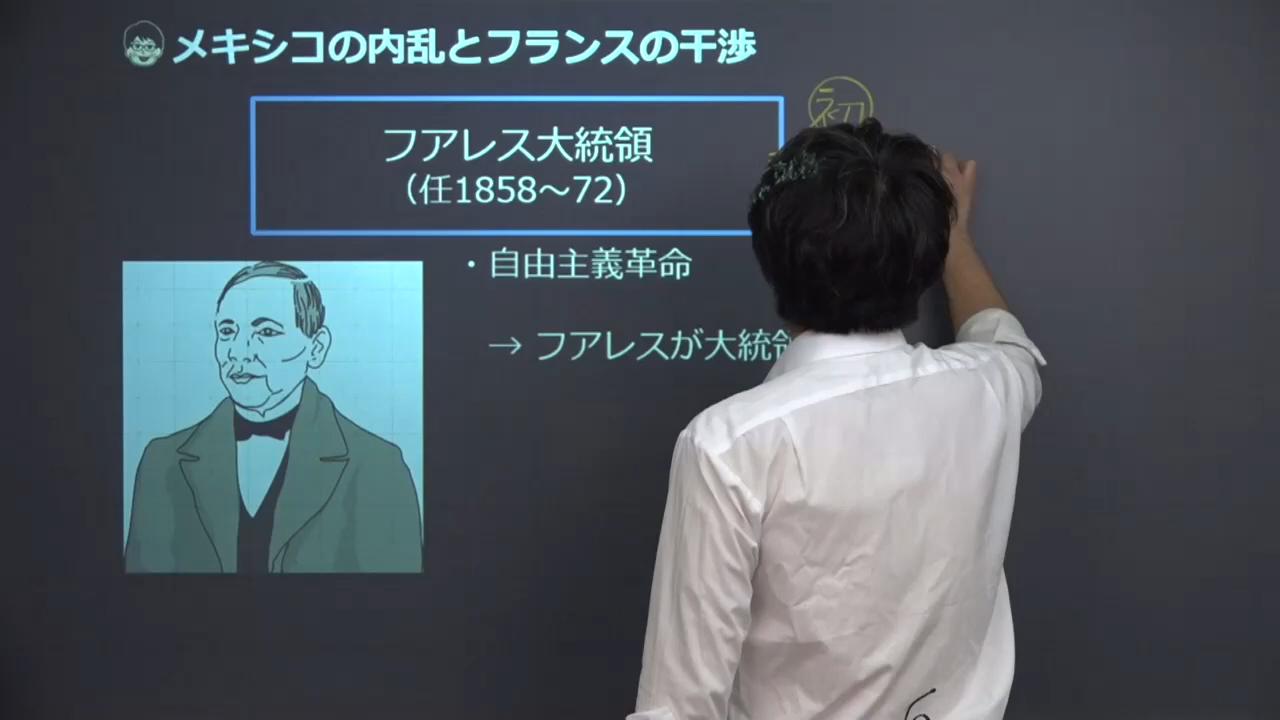 メキシコの内乱とフランスの干渉
初
フアレス大統領
（任1858～72）
・自由主義革命
→ フアレスが大統領